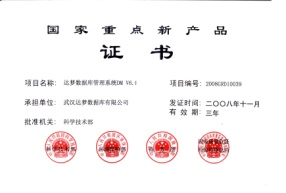 国家重点新产品
证书
项目名称：达梦数据库管理系统DM V6.1
项目编号：2008GRD10039
承担单位：武汉达梦数据库有限公司
发证时间：二〇〇八年十一月
有效期：三年
批准机关：科学技术部